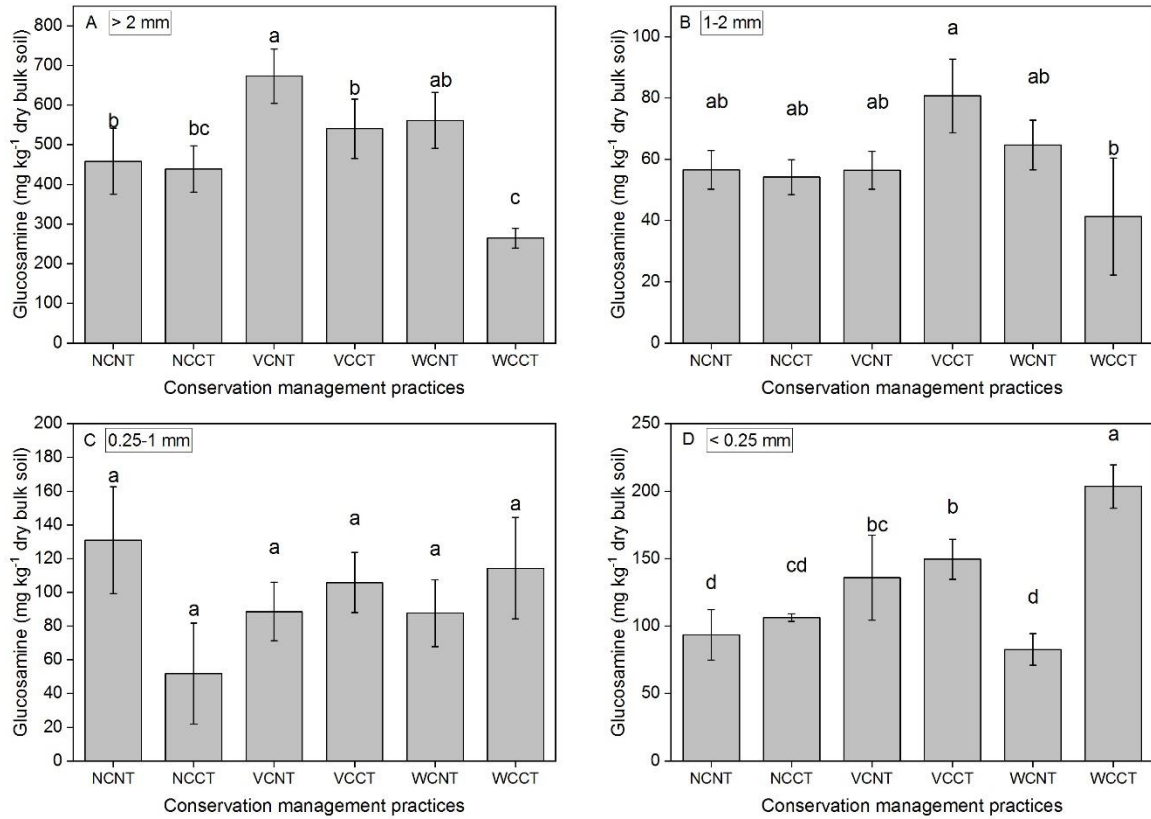 A > 2 mm
Glucosamine (mg kg⁻¹ dry bulk soil)
800
700
600
500
400
300
200
100
0
b
bc
a
b
ab
c
NCNT NCCT VCNT VCCT WCNT WCCT
Conservation management practices
B 1-2 mm
Glucosamine (mg kg⁻¹ dry bulk soil)
100
80
60
40
20
0
ab
ab
ab
a
ab
b
NCNT NCCT VCNT VCCT WCNT WCCT
Conservation management practices
C 0.25-1 mm
Glucosamine (mg kg⁻¹ dry bulk soil)
200
180
160
140
120
100
80
60
40
20
0
a
a
a
a
a
a
NCNT NCCT VCNT VCCT WCNT WCCT
Conservation management practices
D < 0.25 mm
Glucosamine (mg kg⁻¹ dry bulk soil)
250
200
150
100
50
0
d
cd
bc
b
d
a
NCNT NCCT VCNT VCCT WCNT WCCT
Conservation management practices